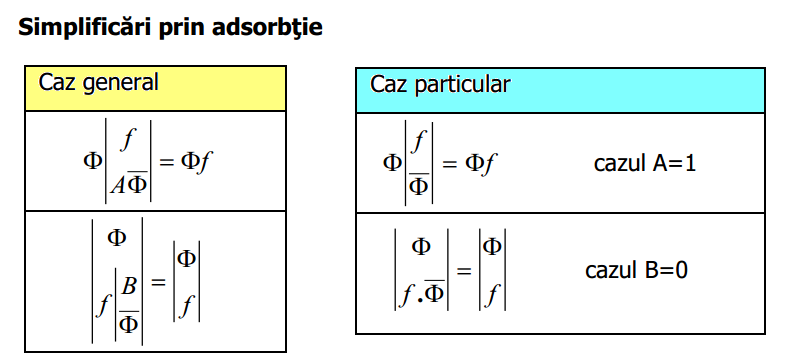 Simplificări prin adsorbţie
Caz general
Φ | f
AΦ̅ | = Φf
| Φ
f | B
Φ̅ | | = | Φ
f |
Caz particular
Φ | f
Φ̅ | = Φf cazul A=1
| Φ
f.Φ̅ | = | Φ
f | cazul B=0